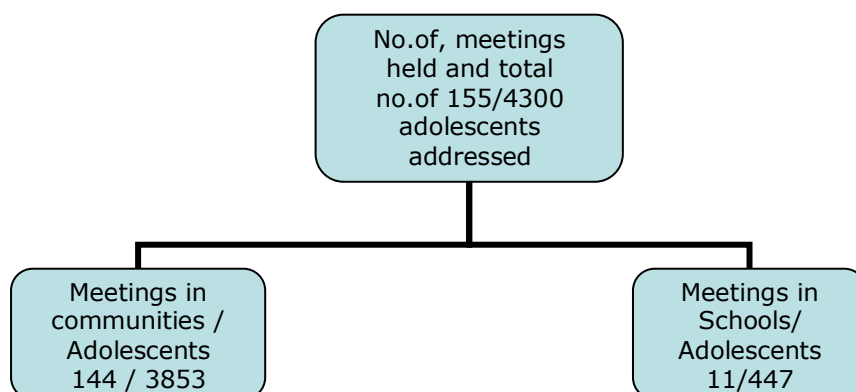 No.of, meetings
held and total
no.of 155/4300
adolescents
addressed
Meetings in
communities /
Adolescents
144 / 3853
Meetings in
Schools/
Adolescents
11/447